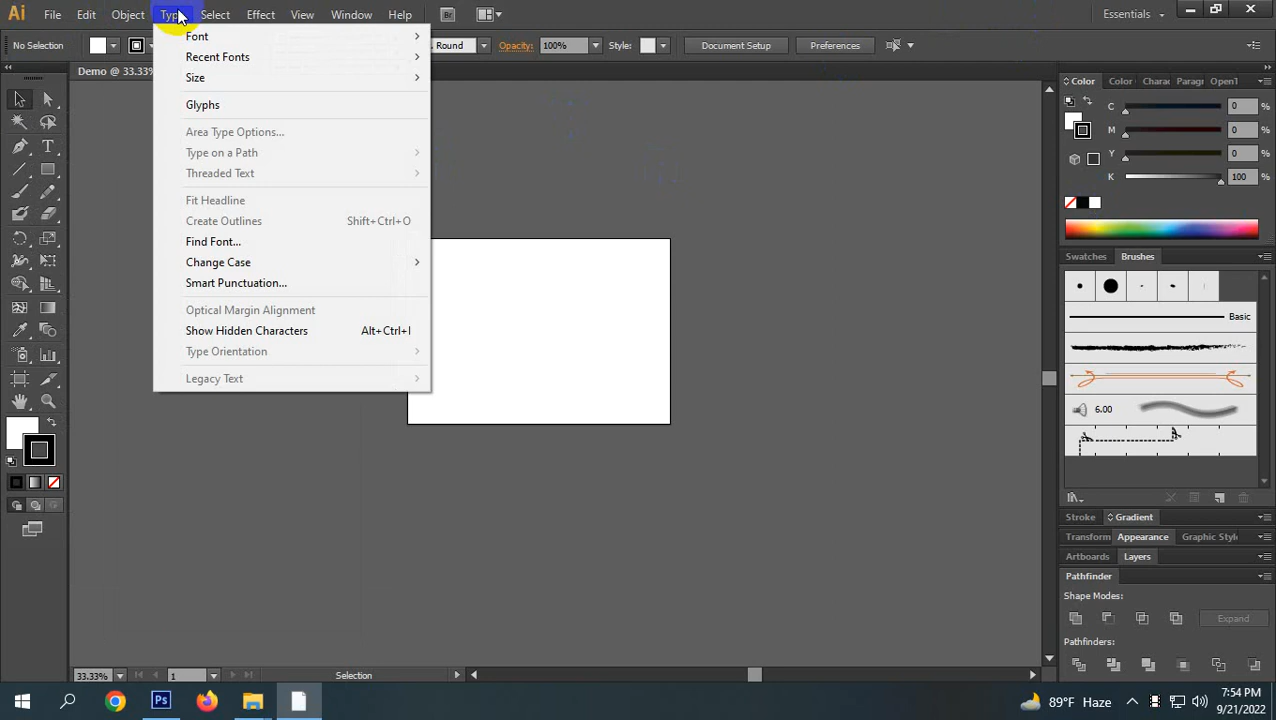 Ai File Edit Object Type Select Effect View Window Help Br Essentials
No Selection Round Opacity: 100% Style: Document Setup Preferences
Demo @ 33.33%
Font
Recent Fonts
Size
Glyphs
Area Type Options...
Type on a Path
Threaded Text
Fit Headline
Create Outlines Shift+Ctrl+O
Find Font...
Change Case
Smart Punctuation...
Optical Margin Alignment
Show Hidden Characters Alt+Ctrl+I
Type Orientation
Legacy Text
Color Color Charac Paragr OpenT
C 0 %
M 0 %
Y 0 %
K 100 %
Swatches Brushes
Basic
6.00
Stroke Gradient
Transform Appearance Graphic Style
Artboards Layers
Pathfinder
Shape Modes:
Expand
Pathfinders:
33.33% 1 Selection
Ps 89°F Haze 7:54 PM
9/21/2022